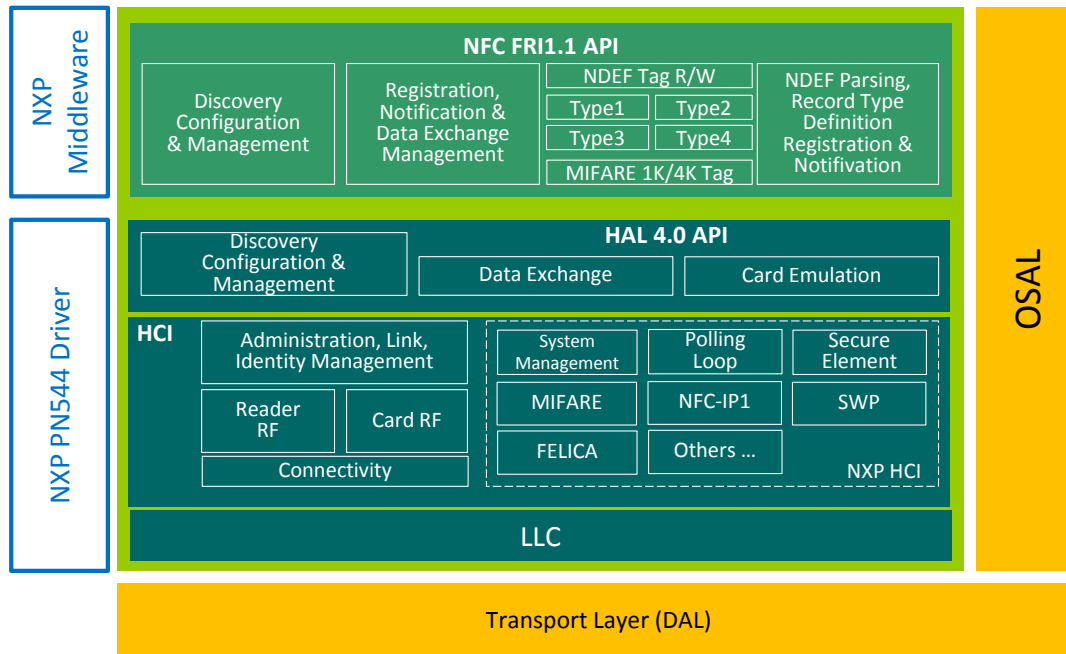 NXP
Middleware
NFC FRI1.1 API
Discovery
Configuration
& Management
Registration,
Notification &
Data Exchange
Management
NDEF Tag R/W
Type1
Type2
Type3
Type4
MIFARE 1K/4K Tag
NDEF Parsing,
Record Type
Definition
Registration &
Notifivation
NXP PN544 Driver
HAL 4.0 API
Discovery
Configuration &
Management
Data Exchange
Card Emulation
HCI
Administration, Link,
Identity Management
Reader
RF
Card RF
Connectivity
System
Management
Polling
Loop
Secure
Element
MIFARE
NFC-IP1
SWP
FELICA
Others ...
NXP HCI
LLC
OSAL
Transport Layer (DAL)